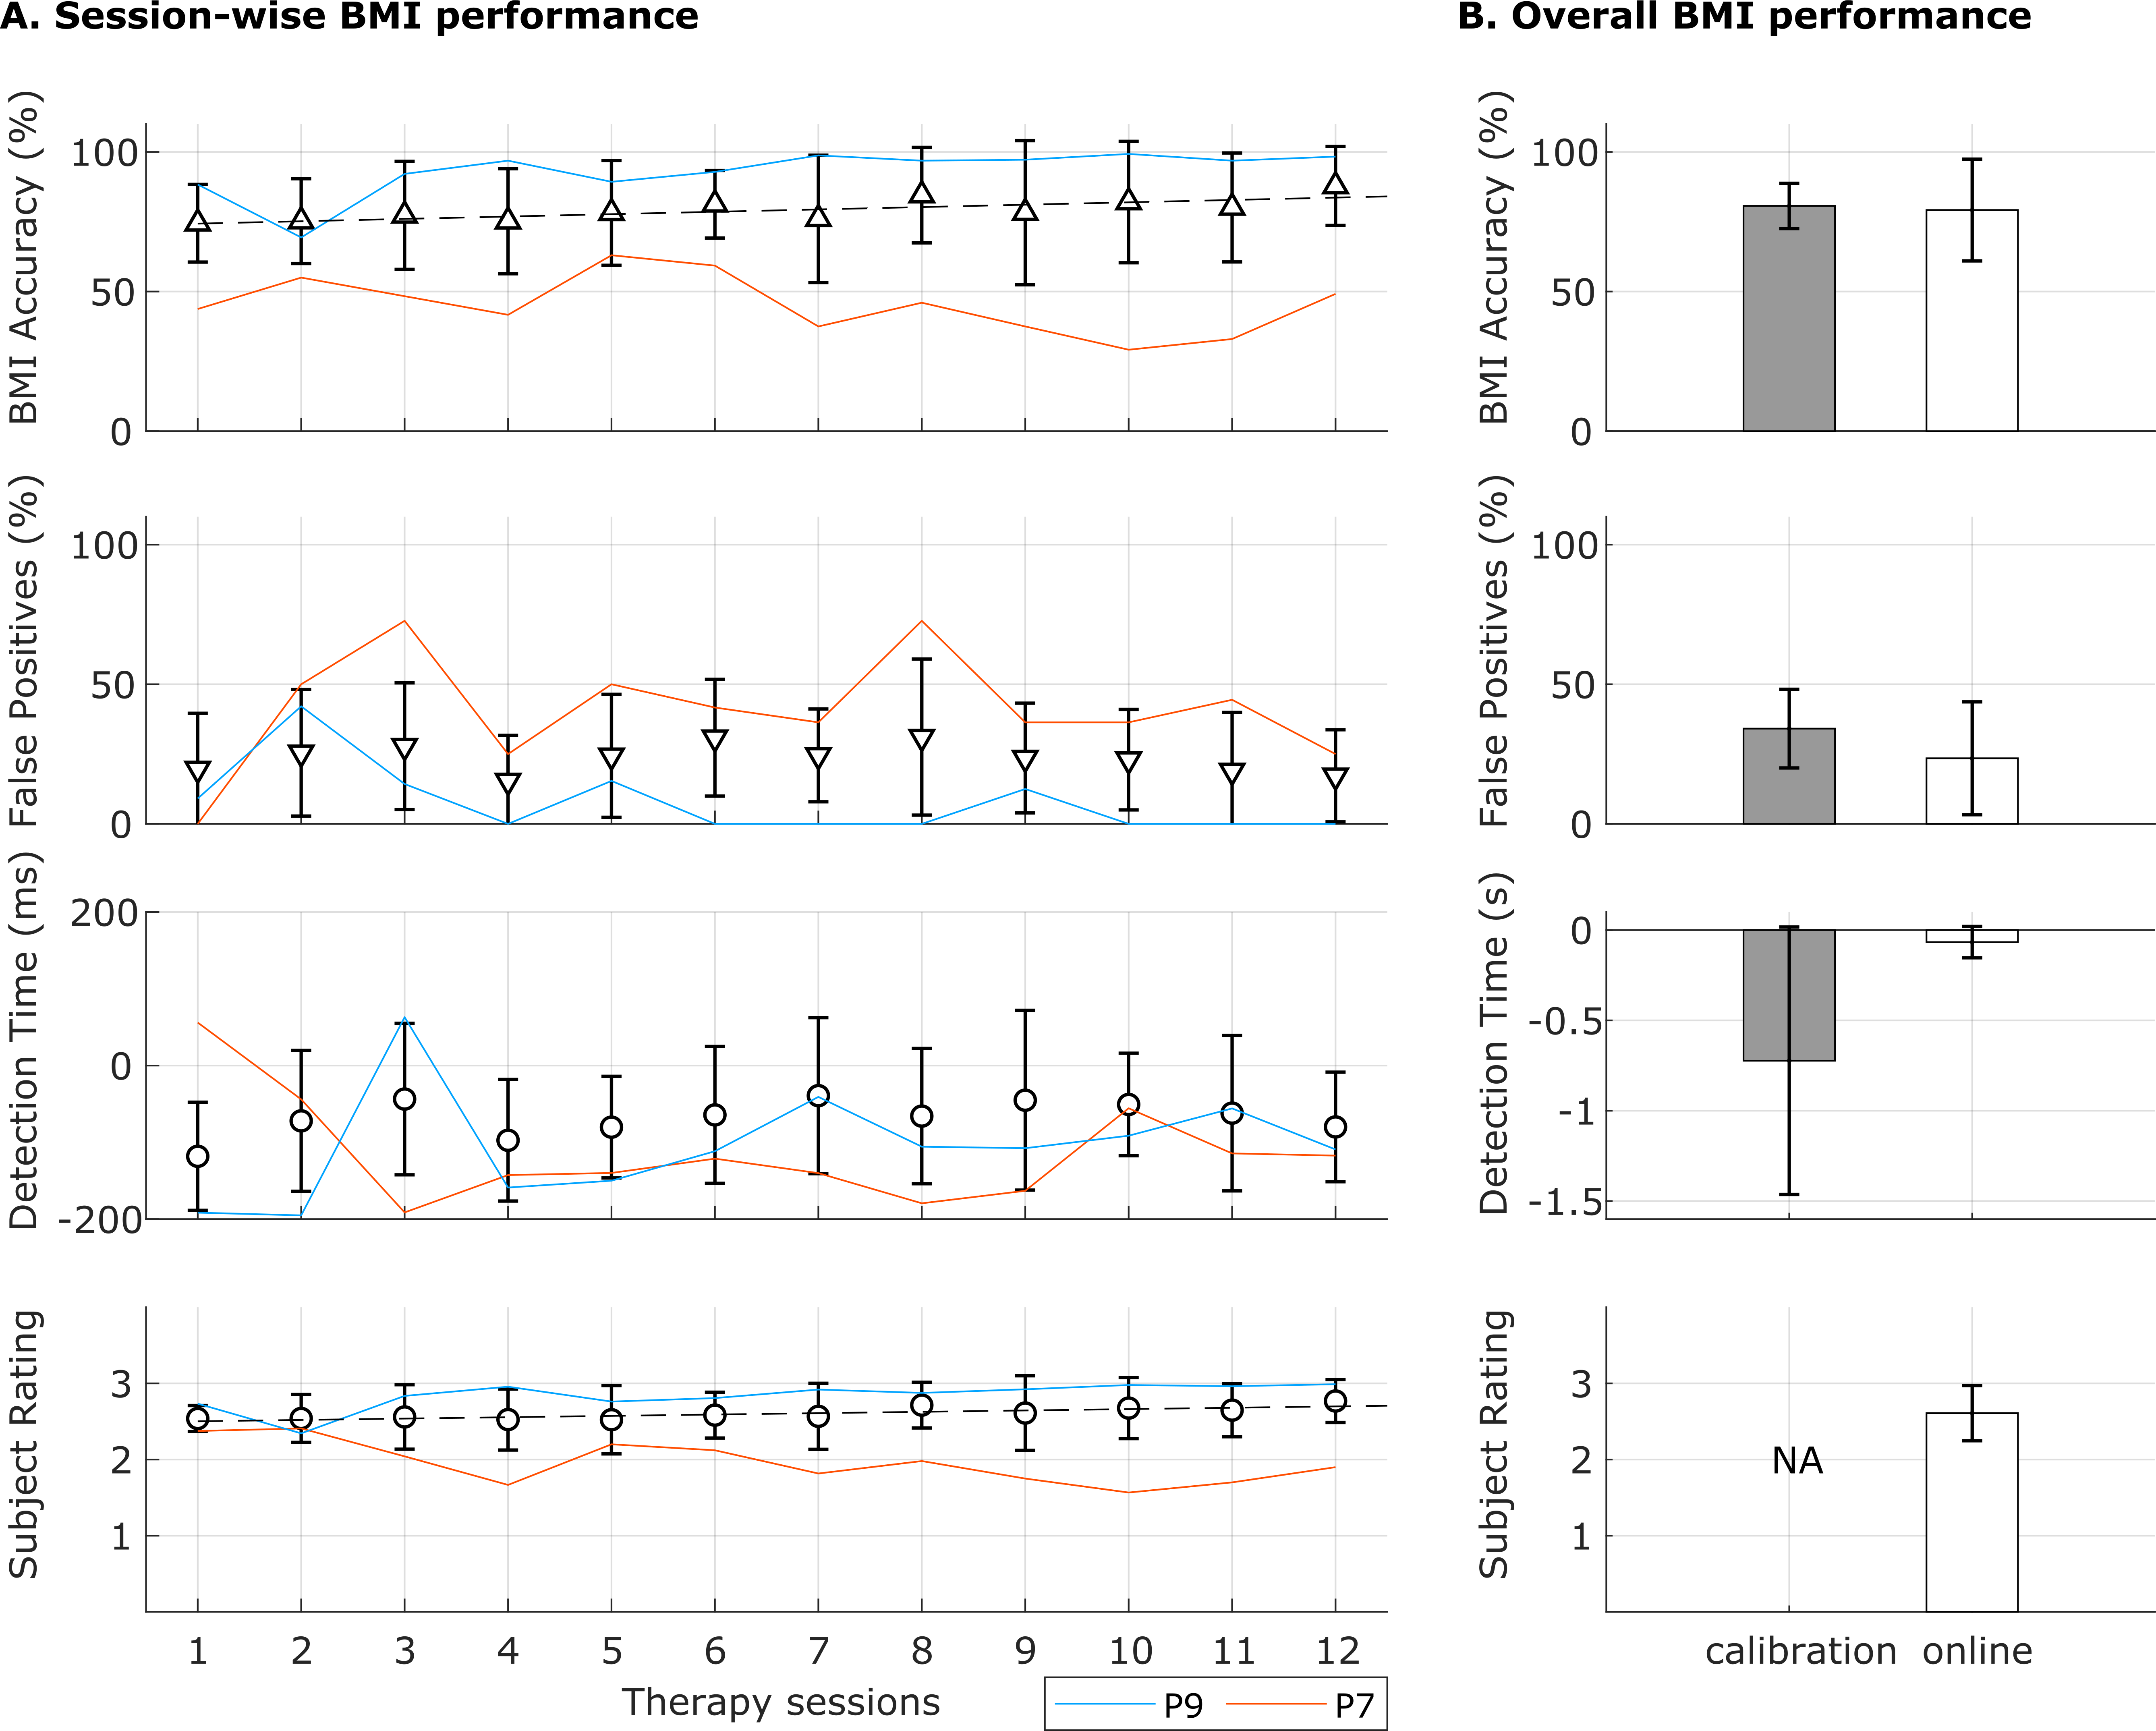 A. Session-wise BMI performance
BMI Accuracy (%)
100
50
0
False Positives (%)
100
50
0
Detection Time (ms)
200
0
-200
Subject Rating
3
2
1
1 2 3 4 5 6 7 8 9 10 11 12
Therapy sessions
P9 P7
B. Overall BMI performance
BMI Accuracy (%)
100
50
0
False Positives (%)
100
50
0
Detection Time (s)
0
-0.5
-1
-1.5
Subject Rating
3
2
1
NA
calibration online